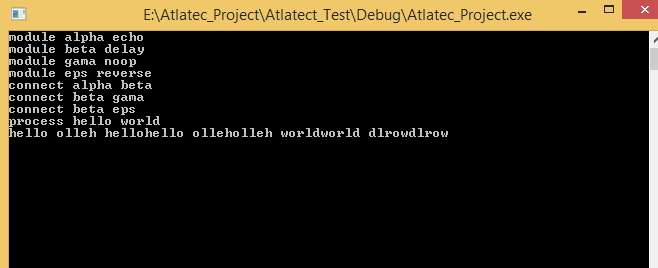 E:\Atlatec_Project\Atlatect_Test\Debug\Atlatec_Project.exe
module alpha echo
module beta delay
module gama noop
module eps reverse
connect alpha beta
connect beta gama
connect beta eps
process hello world
hello olleh hellohello olleholleh worldworld dlrowdlrow